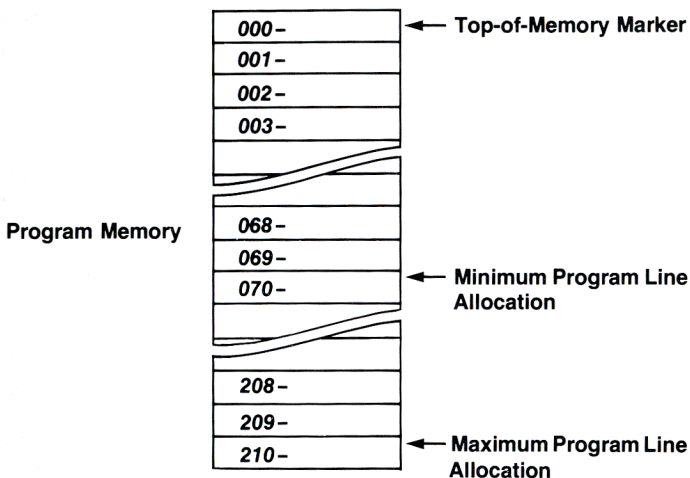 000–
Top-of-Memory Marker
001–
002–
003–
Program Memory
068–
069–
070–
Minimum Program Line
Allocation
208–
209–
210–
Maximum Program Line
Allocation